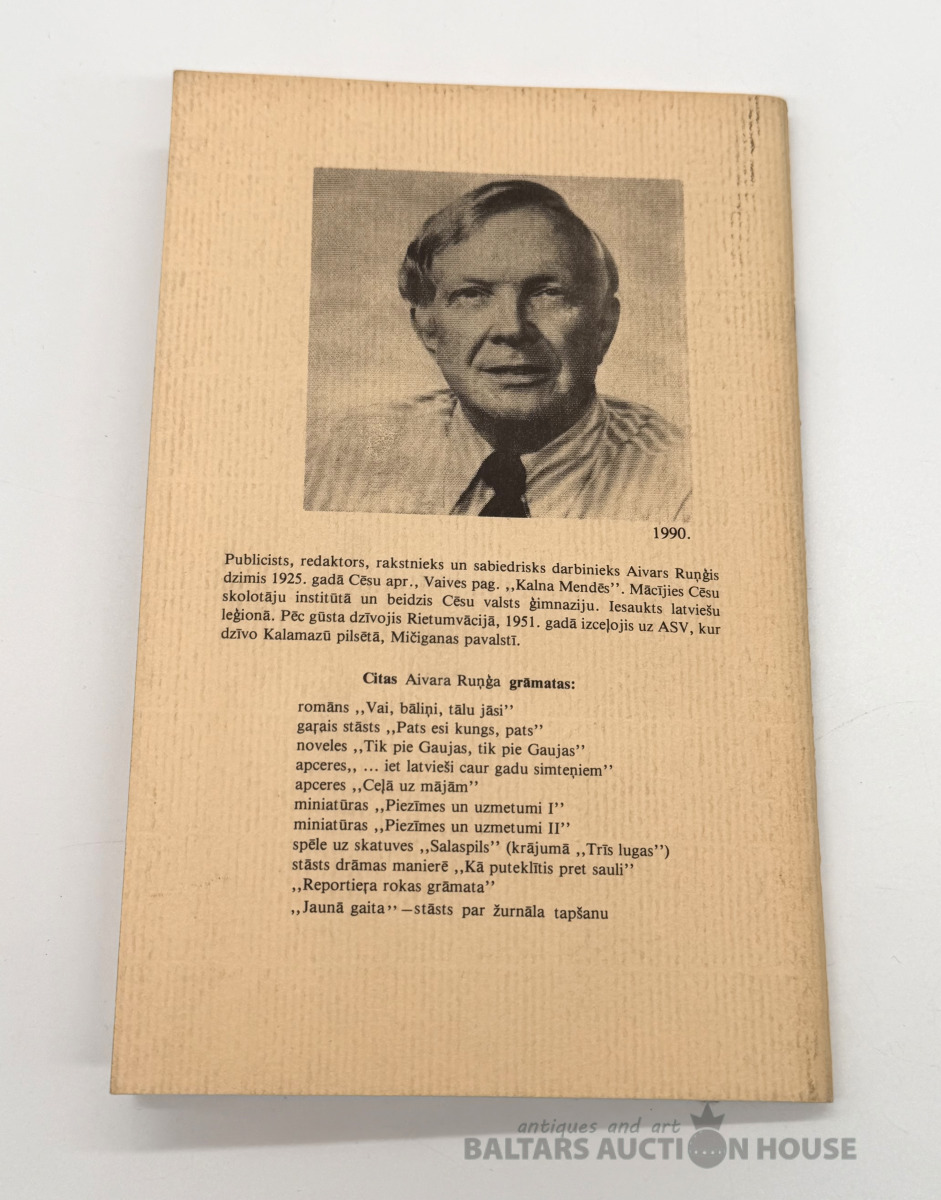 1990.
Publicists, redaktors, rakstnieks un sabiedrisks darbinieks Aivars Ruņģis
dzimis 1925. gadā Cēsu apr., Vaives pag. ,,Kalna Mendēs’’. Mācījies Cēsu
skolotāju institūtā un beidzis Cēsu valsts ģimnaziju. Iesaukts latviešu
leģionā. Pēc gūsta dzīvojis Rietumvācijā, 1951. gadā izceļojis uz ASV, kur
dzīvo Kalamazū pilsētā, Mičiganas pavalstī.
Citas Aivara Ruņģa grāmatas:
romāns ,,Vai, bāliņi, tālu jāsi’’
gaŗais stāsts ,,Pats esi kungs, pats’’
noveles ,,Tik pie Gaujas, tik pie Gaujas’’
apceres,, ... iet latvieši caur gadu simteņiem’’
apceres ,,Ceļā uz mājām’’
miniatūras ,,Piezīmes un uzmetumi I’’
miniatūras ,,Piezīmes un uzmetumi II’’
spēle uz skatuves ,,Salaspils’’ (krājumā ,,Trīs lugas’’)
stāsts drāmas manierē ,,Kā puteklītis pret sauli’’
,,Reportieŗa rokas grāmata’’
,,Jaunā gaita’’ —stāsts par žurnāla tapšanu
antiques and art
BALTARS AUCTION HOUSE